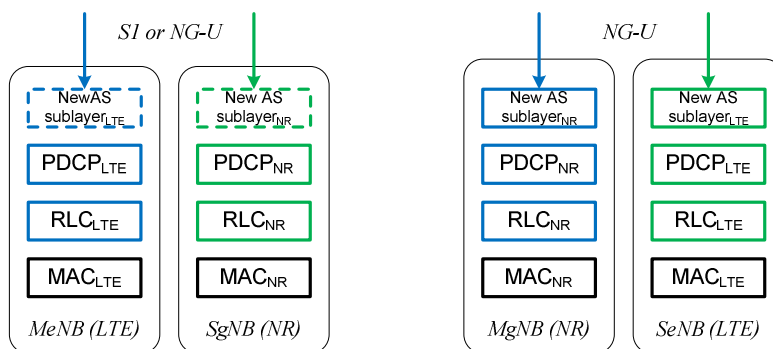 S1 or NG-U
NG-U
NewAS
sublayerLTE
New AS
sublayerNR
New AS
sublayerNR
New AS
sublayerLTE
PDCPLTE
PDCPNR
PDCPNR
PDCPLTE
RLCLTE
RLCNR
RLCNR
RLCLTE
MACLTE
MACNR
MACNR
MACLTE
MeNB (LTE)
SgNB (NR)
MgNB (NR)
SeNB (LTE)